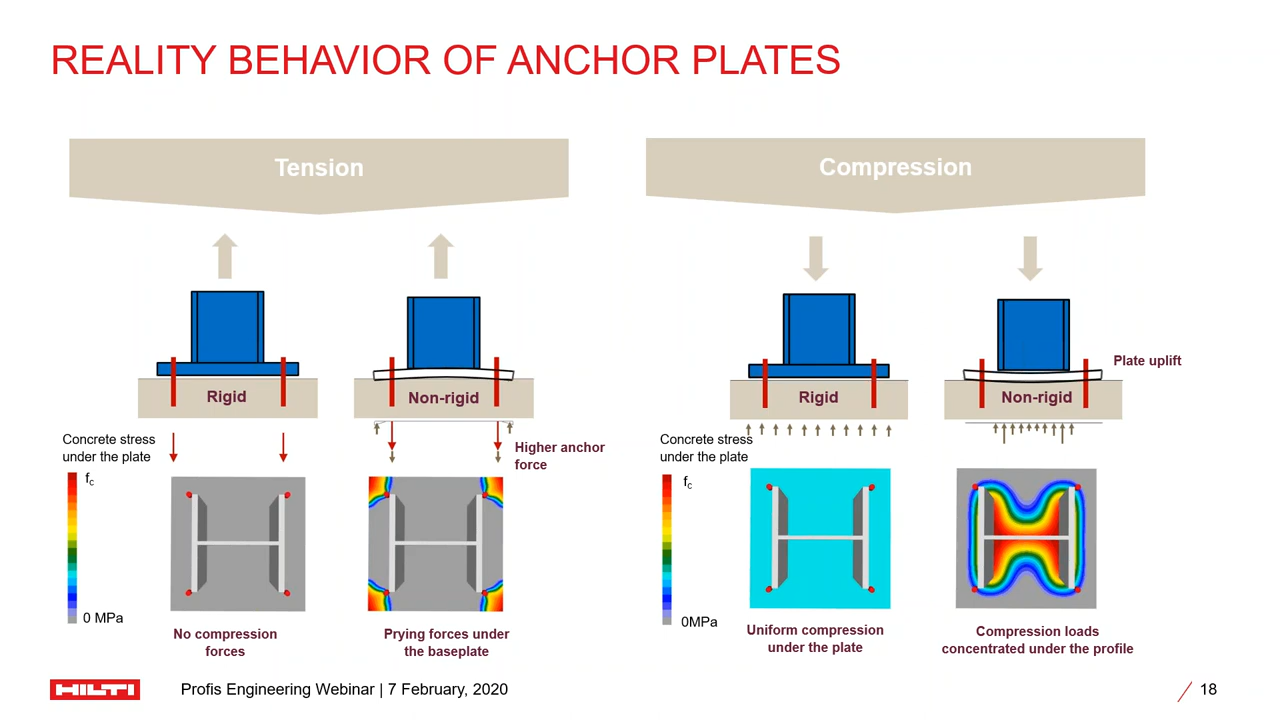 REALITY BEHAVIOR OF ANCHOR PLATES
Tension
Compression
Rigid
Non-rigid
Rigid
Non-rigid
Plate uplift
Concrete stress
under the plate
Higher anchor
force
Concrete stress
under the plate
fc
0 MPa
fc
0MPa
No compression
forces
Prying forces under
the baseplate
Uniform compression
under the plate
Compression loads
concentrated under the profile
HILTI
Profis Engineering Webinar | 7 February, 2020
18